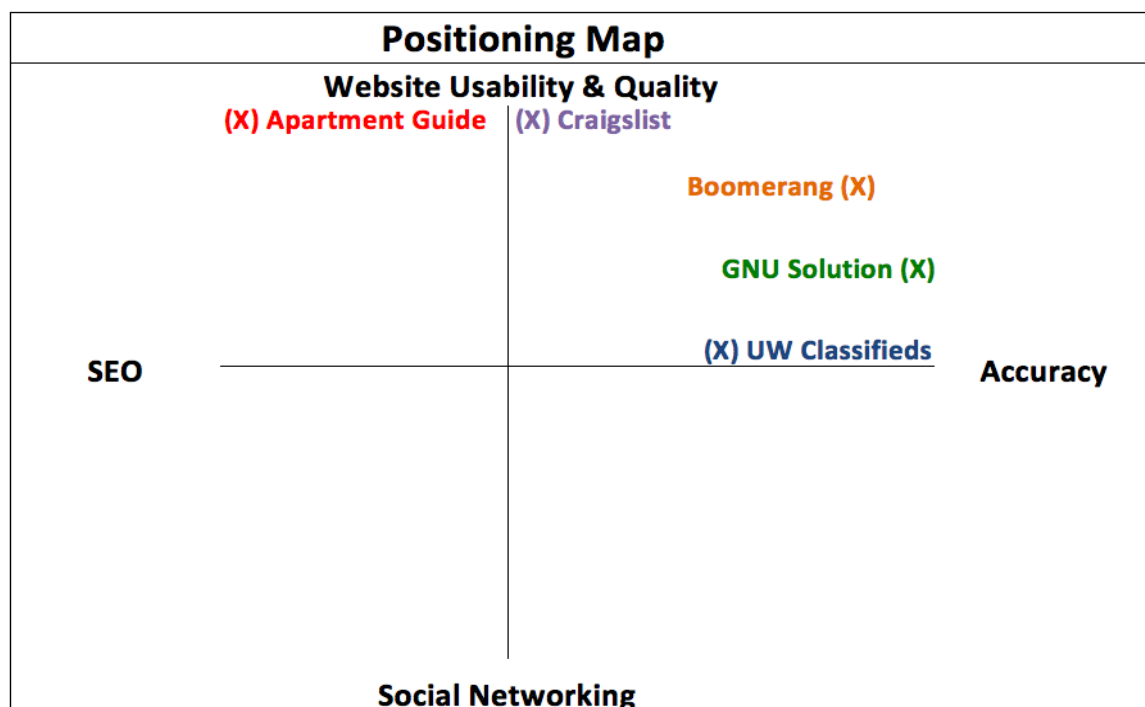 Positioning Map
Website Usability & Quality
(X) Apartment Guide
(X) Craigslist
Boomerang (X)
GNU Solution (X)
(X) UW Classifieds
SEO
Accuracy
Social Networking